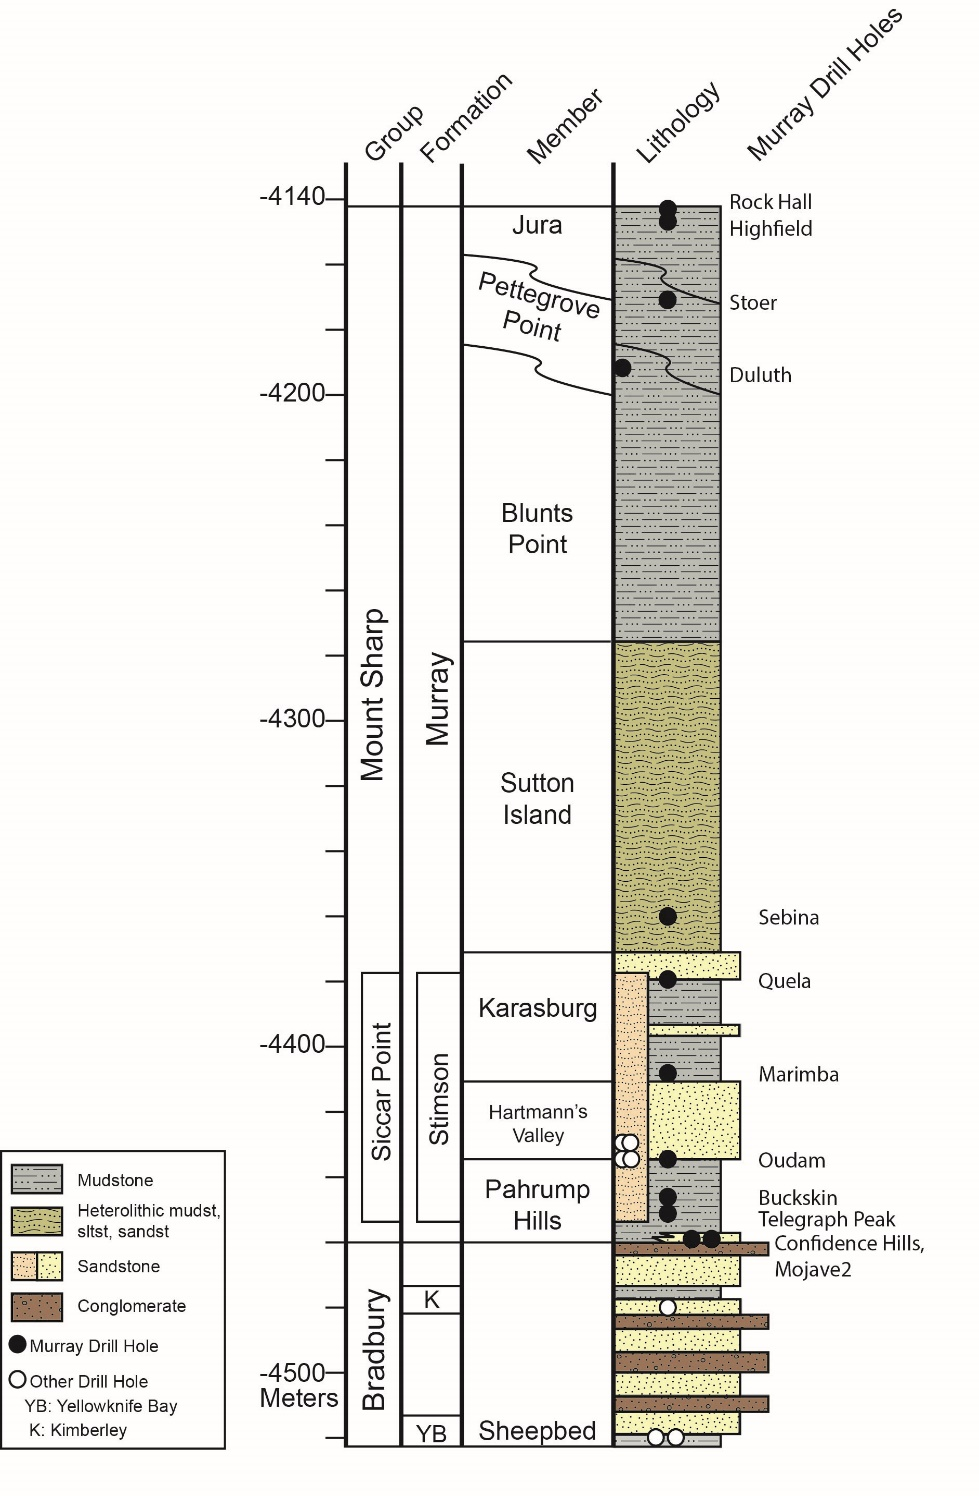 Group
Formation
Member
Lithology
Murray Drill Holes
-4140
Rock Hall
Jura
Highfield
Pettegrove
Point
Stoer
Duluth
-4200
Blunts
Point
Mount Sharp
Murray
-4300
Sutton
Island
Sebina
Quela
Karasburg
-4400
Siccar Point
Stimson
Marimba
Hartmann's
Valley
Oudam
Pahrump
Hills
Buckskin
Telegraph Peak
Confidence Hills,
Mojave2
Bradbury
K
-4500
Meters
YB
Sheepbed
Mudstone
Heterolithic mudst,
sltst, sandst
Sandstone
Conglomerate
Murray Drill Hole
Other Drill Hole
YB: Yellowknife Bay
K: Kimberley